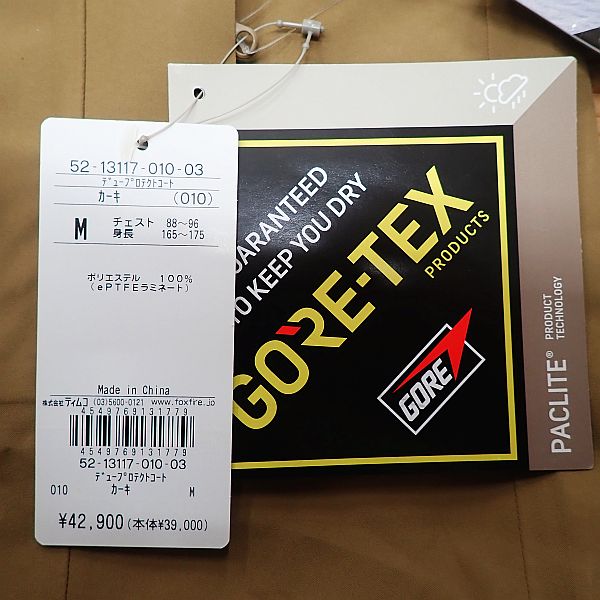 52-13117-010-03
ﾃﾞｭｰﾌﾟﾛﾃｸﾄｺｰﾄ
カーキ (010)
M チェスト 88〜96
身長 165〜175
ポリエステル 100%
(ePTFEラミネート)
Made in China
株式会社ティムコ (03)5600-0121 www.foxfire.jp
4549769131779
4549769131779
52-13117-010-03
ﾃﾞｭｰﾌﾟﾛﾃｸﾄｺｰﾄ
010 カーキ M
¥42,900(本体¥39,000)
GUARANTEED
TO KEEP YOU DRY
GORE-TEX
PRODUCTS
GORE
PACLITE® PRODUCT
TECHNOLOGY